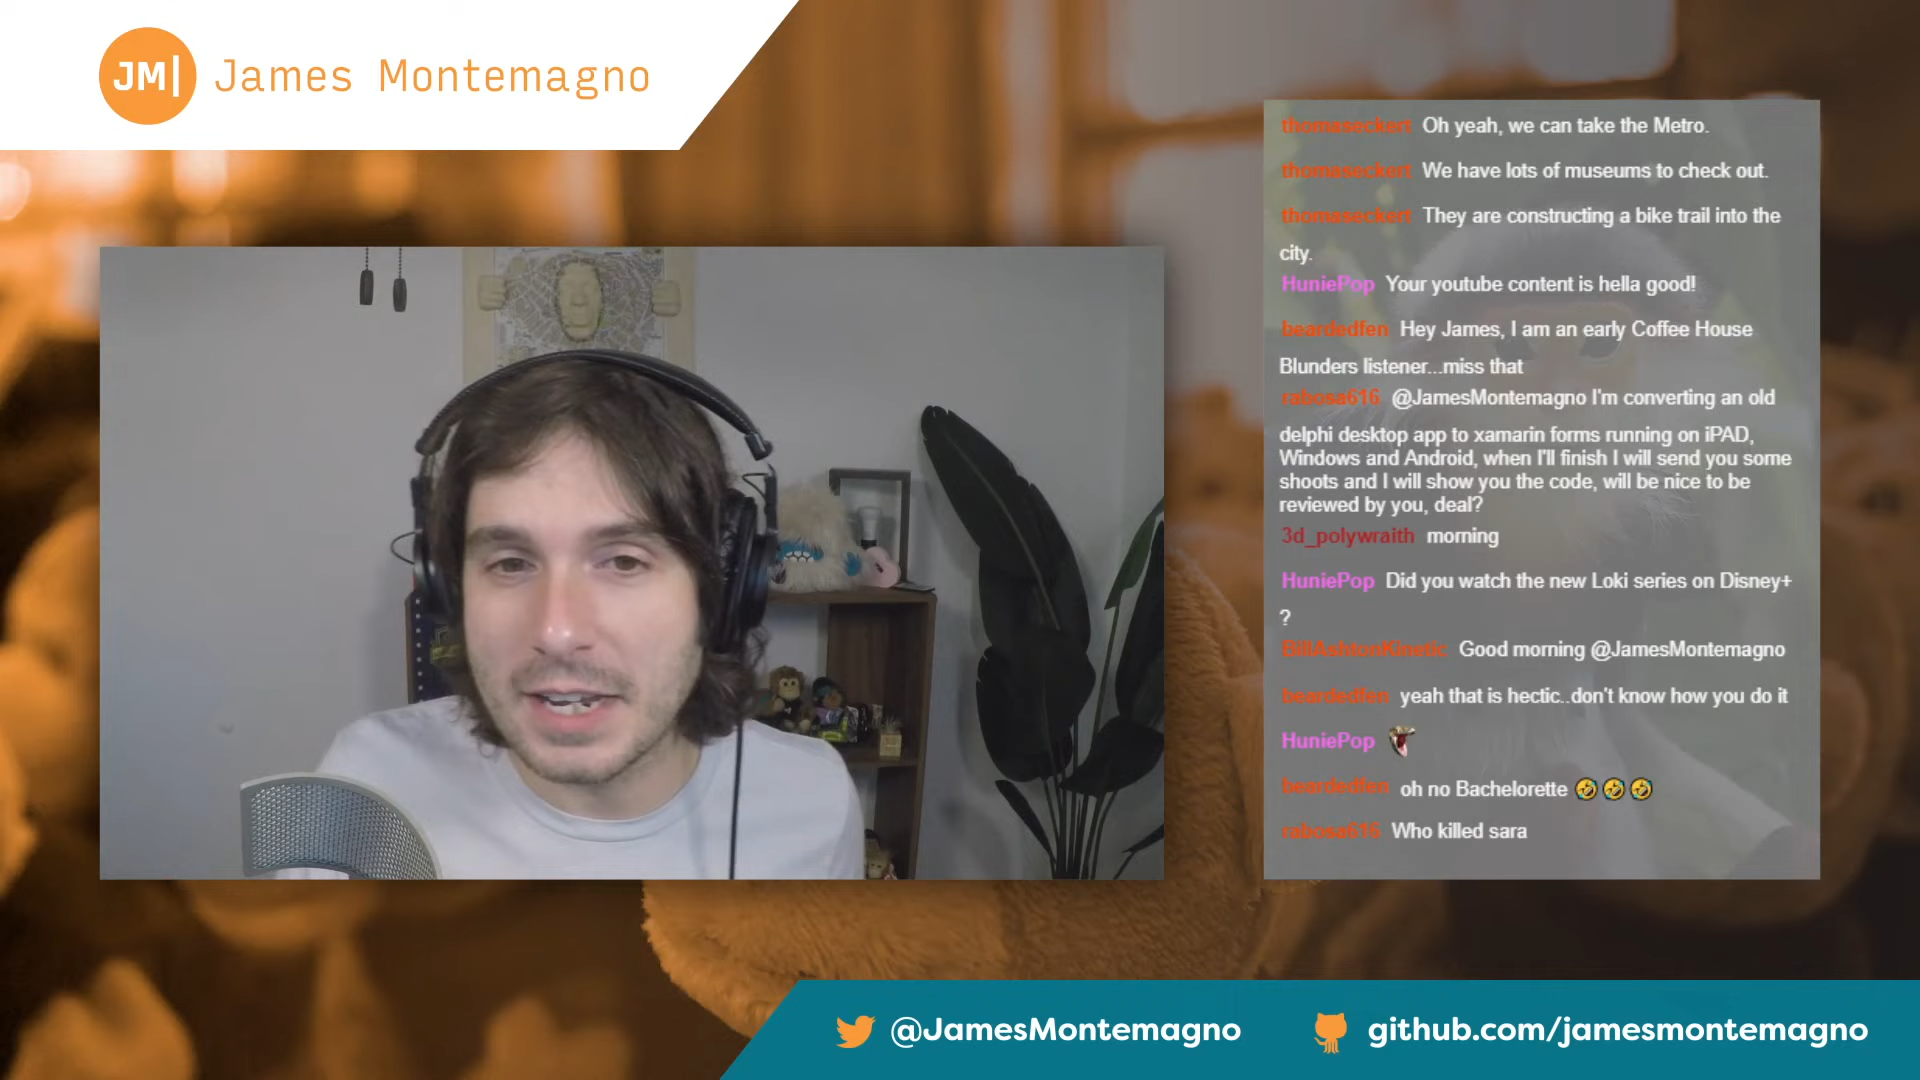 JM|
James Montemagno
thomaseckert Oh yeah, we can take the Metro.
thomaseckert We have lots of museums to check out.
thomaseckert They are constructing a bike trail into the
city.
HuniePop Your youtube content is hella good!
beardedfen Hey James, I am an early Coffee House
Blunders listener...miss that
rabosa616 @JamesMontemagno I'm converting an old
delphi desktop app to xamarin forms running on iPAD,
Windows and Android, when I'll finish I will send you some
shoots and I will show you the code, will be nice to be
reviewed by you, deal?
3d_polywraith morning
HuniePop Did you watch the new Loki series on Disney+
?
BillAshtonKinetic Good morning @JamesMontemagno
beardedfen yeah that is hectic..don't know how you do it
HuniePop
beardedfen oh no Bachelorette 🤣🤣🤣
rabosa616 Who killed sara
@JamesMontemagno
github.com/jamesmontemagno